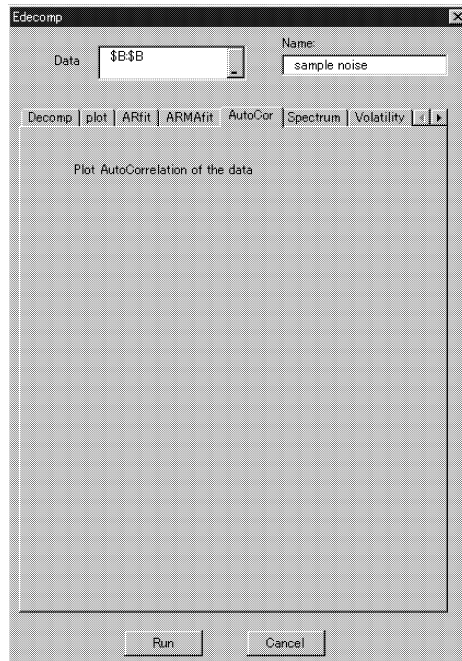 Edecomp
Name:
Data $B:$B
sample noise
Decomp plot ARfit ARMAfit AutoCor Spectrum Volatility
Plot AutoCorrelation of the data
Run Cancel